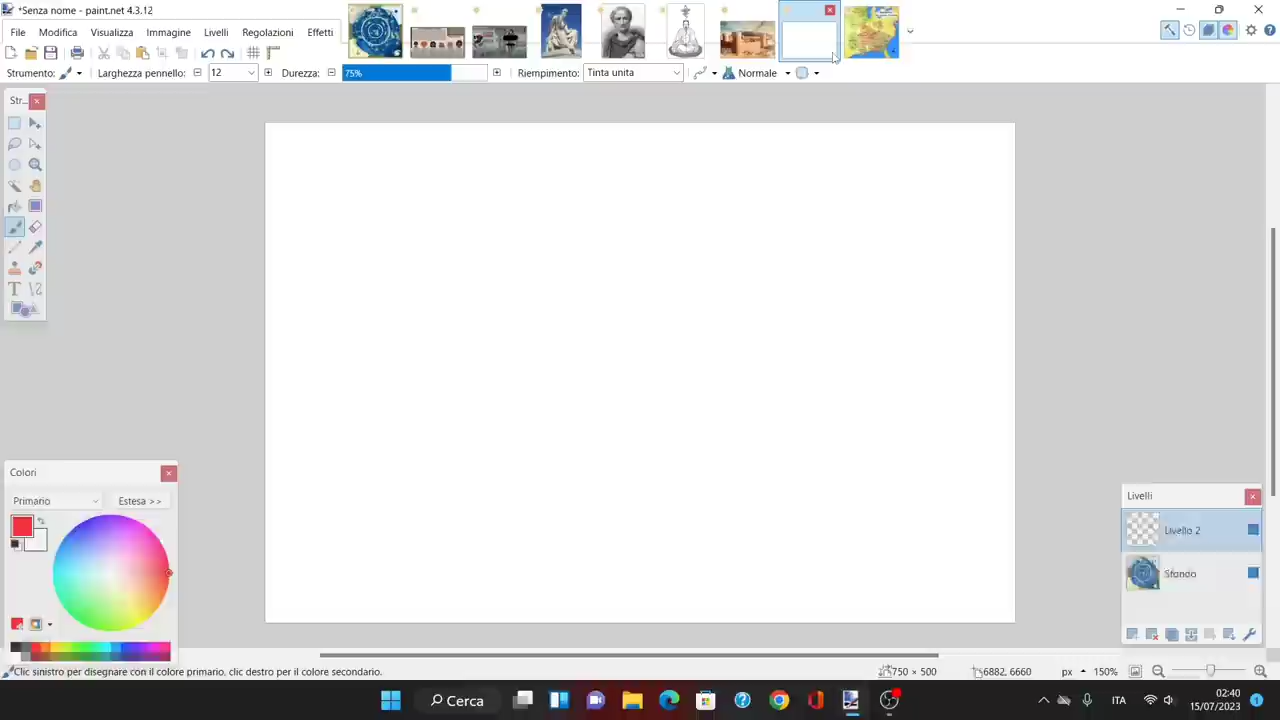 *Senza nome - paint.net 4.3.12
File Modifica Visualizza Immagine Livelli Regolazioni Effetti
Strumento: Larghezza pennello: 12 Durezza: 75% Riempimento: Tinta unita Normale
Str...
Colori
Primario Estesa >>
Livelli
Livello 2
Sfondo
Clic sinistro per disegnare con il colore primario, clic destro per il colore secondario.
750 × 500 6882, 6660 px 150%
Cerca
ITA
02:40
15/07/2023